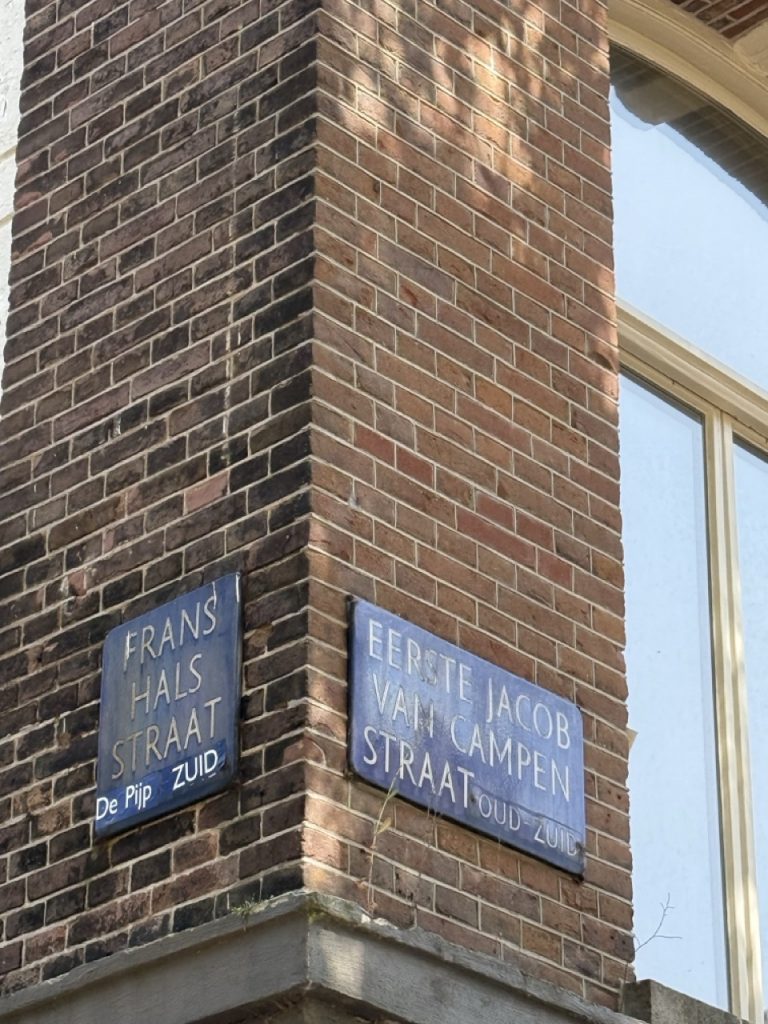 FRANS
HALS
STRAAT
De Pijp ZUID
EERSTE JACOB
VAN CAMPEN
STRAAT OUD-ZUID